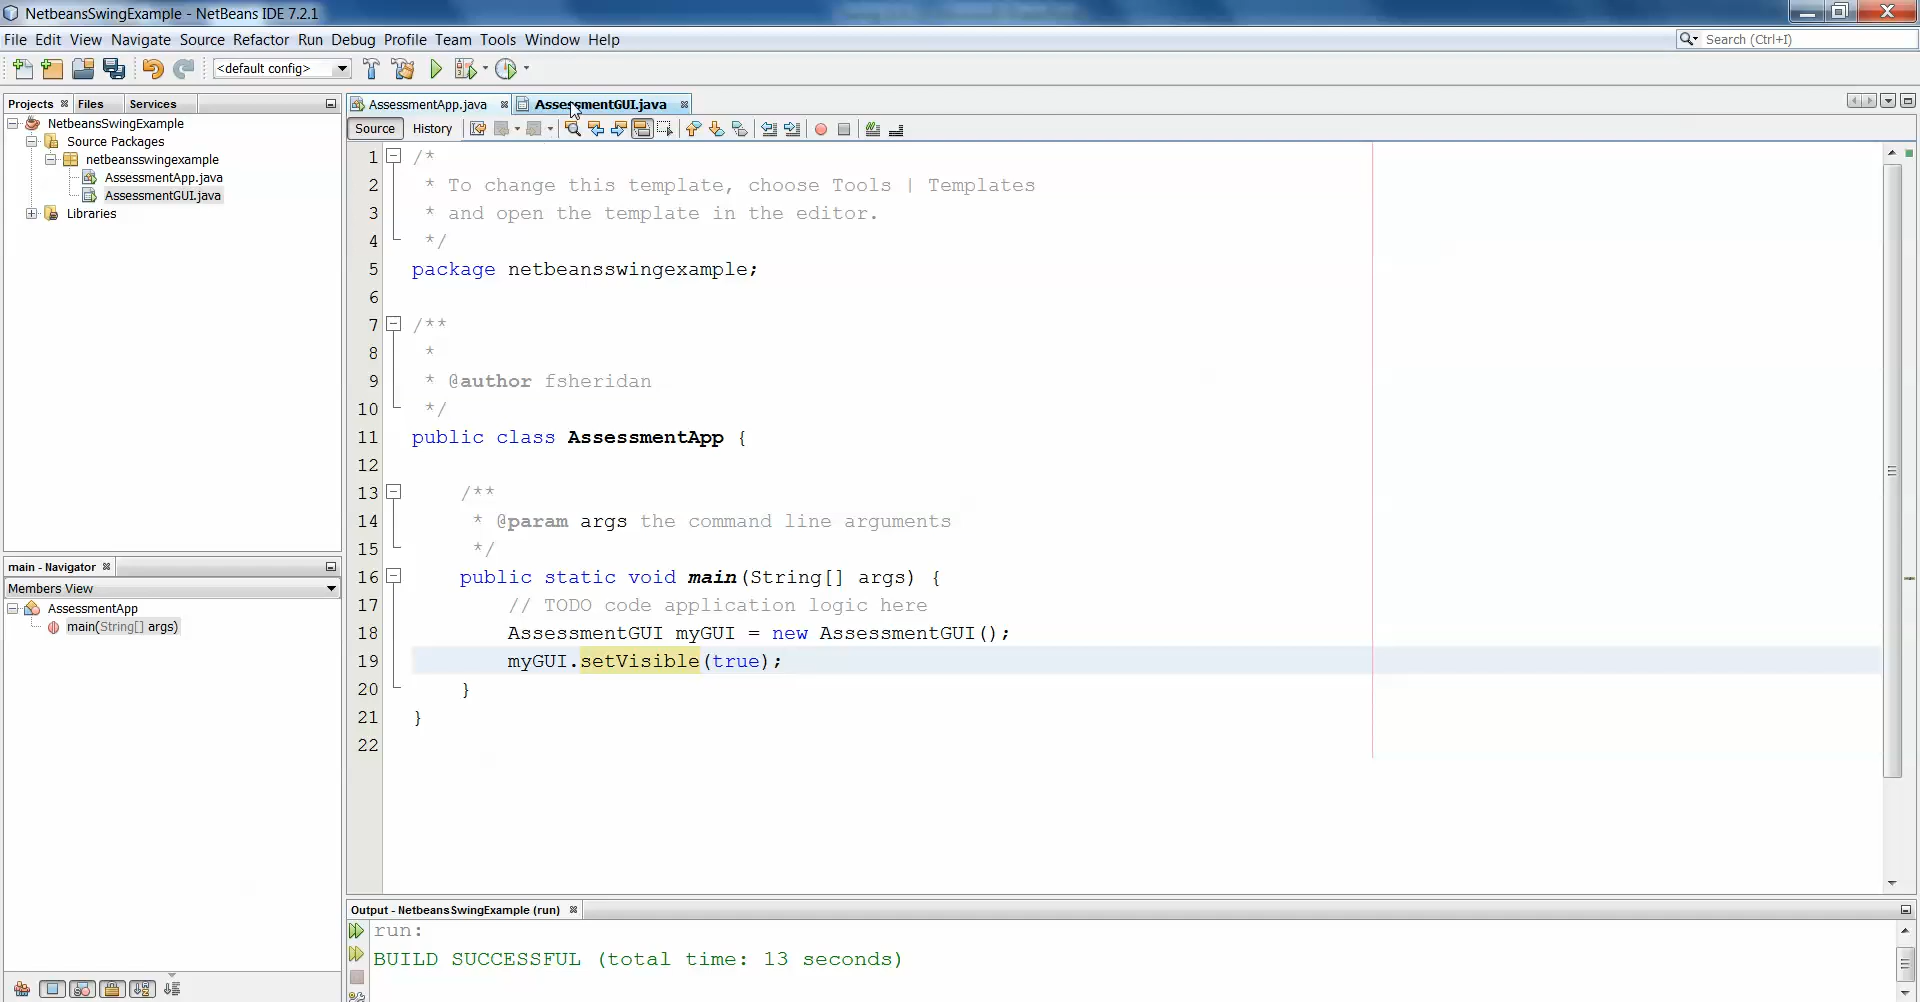 NetbeansSwingExample - NetBeans IDE 7.2.1
File Edit View Navigate Source Refactor Run Debug Profile Team Tools Window Help
Search (Ctrl+I)
<default config>
Projects Files Services
NetbeansSwingExample
Source Packages
netbeansswingexample
AssessmentApp.java
AssessmentGUI.java
Libraries
main - Navigator
Members View
AssessmentApp
main(String[] args)
AssessmentApp.java AssessmentGUI.java
Source History
1 /*
2 * To change this template, choose Tools | Templates
3 * and open the template in the editor.
4 */
5 package netbeansswingexample;
6
7 /**
8 *
9 * @author fsheridan
10 */
11 public class AssessmentApp {
12
13 /**
14 * @param args the command line arguments
15 */
16 public static void main(String[] args) {
17 // TODO code application logic here
18 AssessmentGUI myGUI = new AssessmentGUI();
19 myGUI.setVisible(true);
20 }
21 }
22
Output - NetbeansSwingExample (run)
run:
BUILD SUCCESSFUL (total time: 13 seconds)